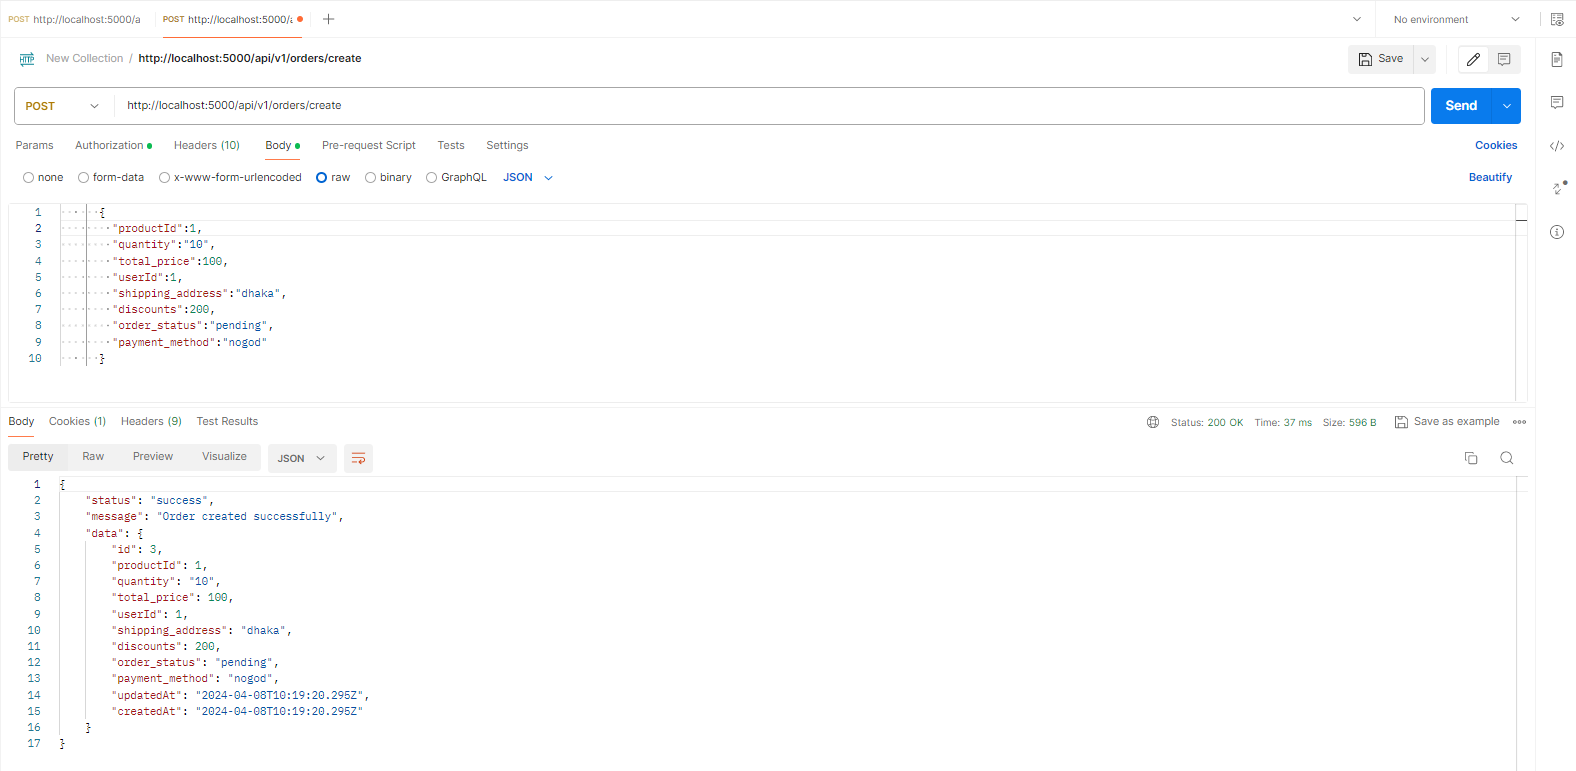 POST http://localhost:5000/a POST http://localhost:5000/a No environment
New Collection / http://localhost:5000/api/v1/orders/create Save
POST http://localhost:5000/api/v1/orders/create Send
Params Authorization Headers (10) Body Pre-request Script Tests Settings Cookies
none form-data x-www-form-urlencoded raw binary GraphQL JSON Beautify
1 {
2 "productId":1,
3 "quantity":"10",
4 "total_price":100,
5 "userId":1,
6 "shipping_address":"dhaka",
7 "discounts":200,
8 "order_status":"pending",
9 "payment_method":"nogod"
10 }
Body Cookies (1) Headers (9) Test Results Status: 200 OK Time: 37 ms Size: 596 B Save as example
Pretty Raw Preview Visualize JSON
1 {
2 "status": "success",
3 "message": "Order created successfully",
4 "data": {
5 "id": 3,
6 "productId": 1,
7 "quantity": "10",
8 "total_price": 100,
9 "userId": 1,
10 "shipping_address": "dhaka",
11 "discounts": 200,
12 "order_status": "pending",
13 "payment_method": "nogod",
14 "updatedAt": "2024-04-08T10:19:20.295Z",
15 "createdAt": "2024-04-08T10:19:20.295Z"
16 }
17 }